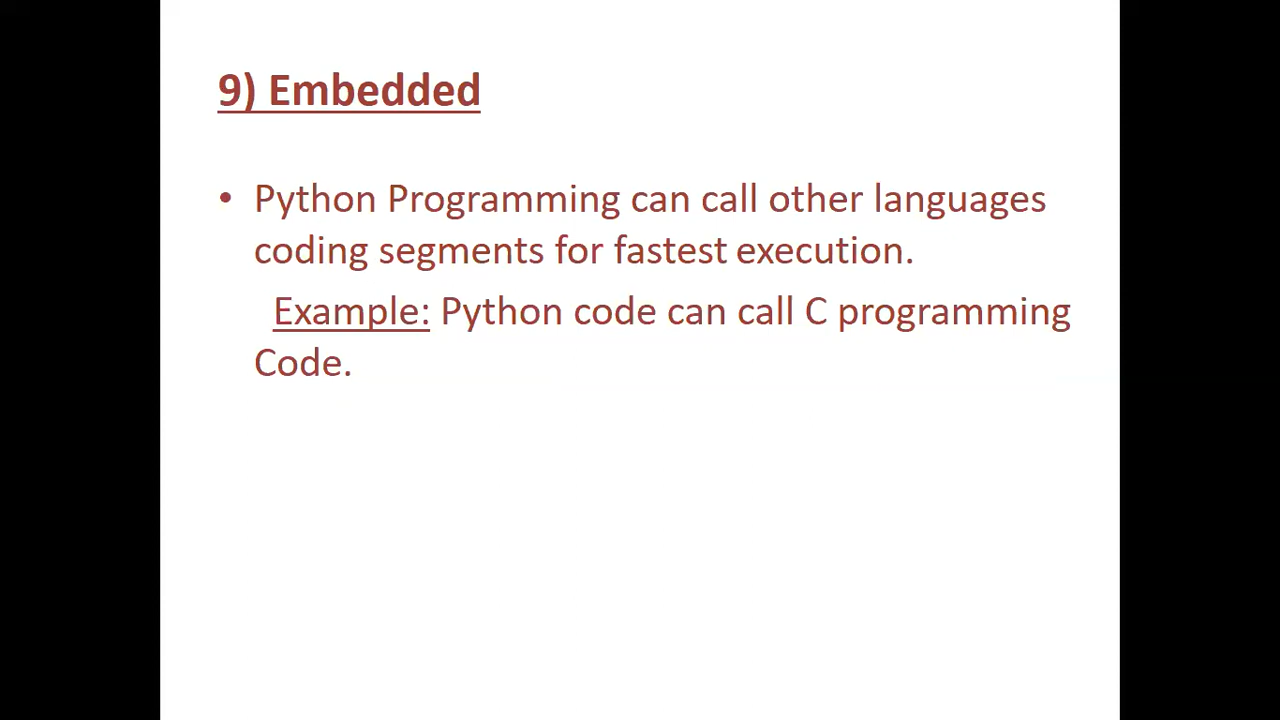 9) Embedded
• Python Programming can call other languages
coding segments for fastest execution.
Example: Python code can call C programming
Code.